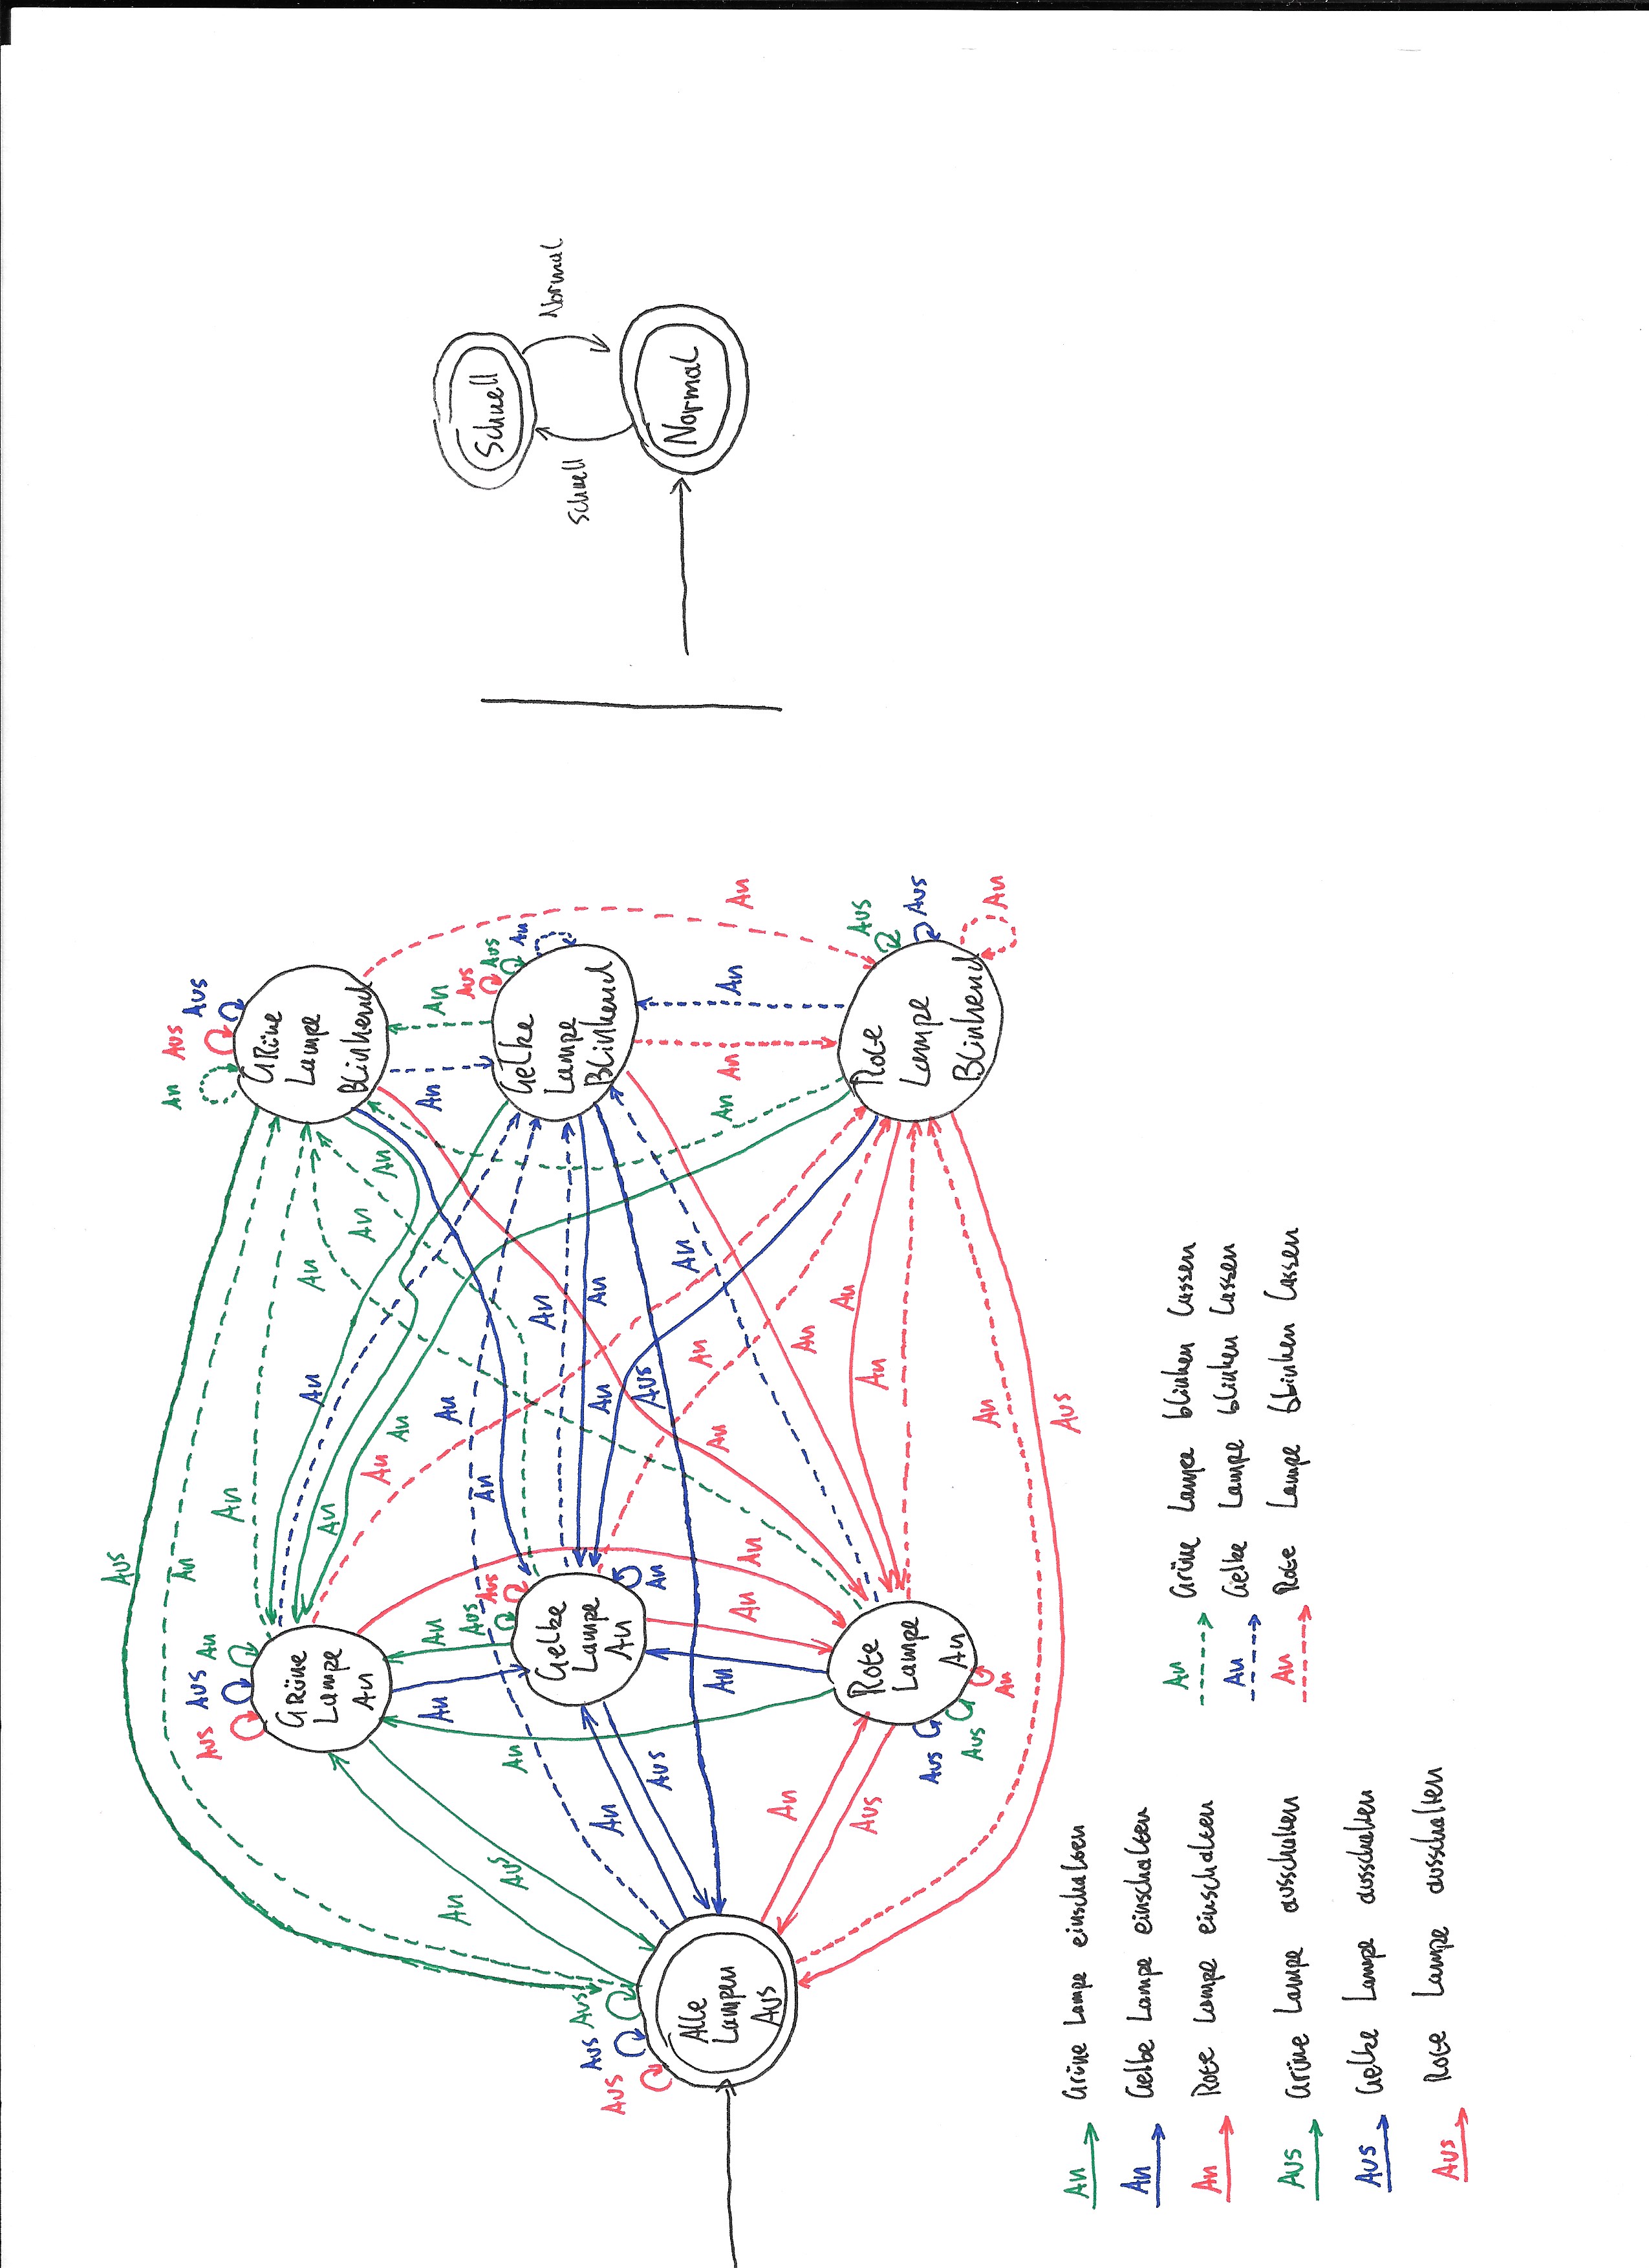 Aus
An
Aus
Aus
An
An
Aus
Aus
An
Grüne
Lampe
An
Grüne
Lampe
Blinkend
An
An
An
An
An
An
An
An
An
Aus
An
An
An
An
An
Aus
Aus
An
An
Aus
Aus
An
Gelbe
Lampe
An
Gelbe
Lampe
Blinkend
An
An
An
An
Aus
Aus
Aus
Aus
An
Aus
An
Alle
Lampen
Aus
An
An
An
An
An
An
An
An
An
An
An
An
Aus
An
An
An
Rote
Lampe
An
Rote
Lampe
Blinkend
Aus
Aus
An
Aus
Aus
An
An
Aus
Schnell
Schnell
Normal
Normal
An Grüne Lampe einschalten
An Gelbe Lampe einschalten
An Rote Lampe einschalten
Aus Grüne Lampe ausschalten
Aus Gelbe Lampe ausschalten
Aus Rote Lampe ausschalten
An Grüne Lampe blinken lassen
An Gelbe Lampe blinken lassen
An Rote Lampe blinken lassen